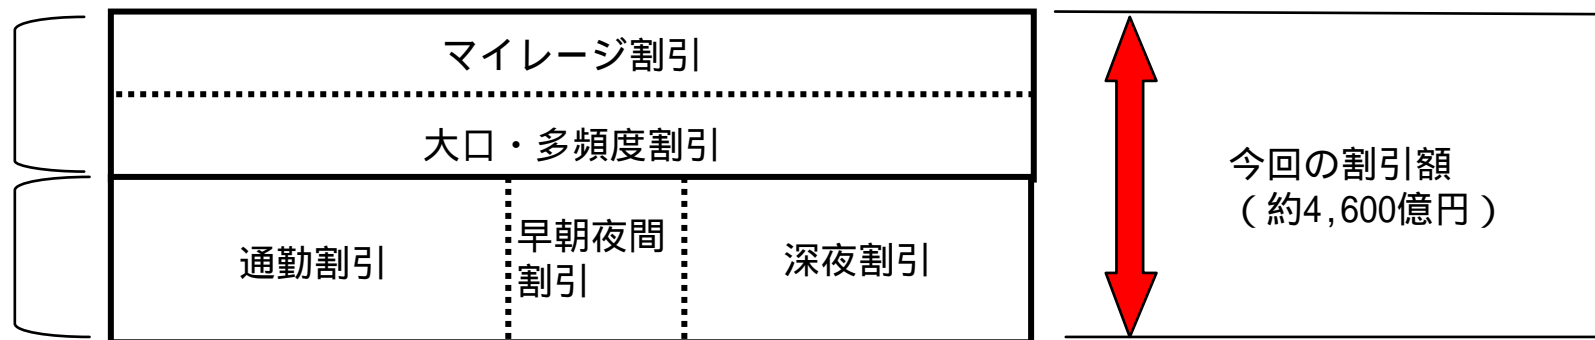 マイレージ割引
大口・多頻度割引
通勤割引
早朝夜間
割引
深夜割引
今回の割引額
（約4,600億円）